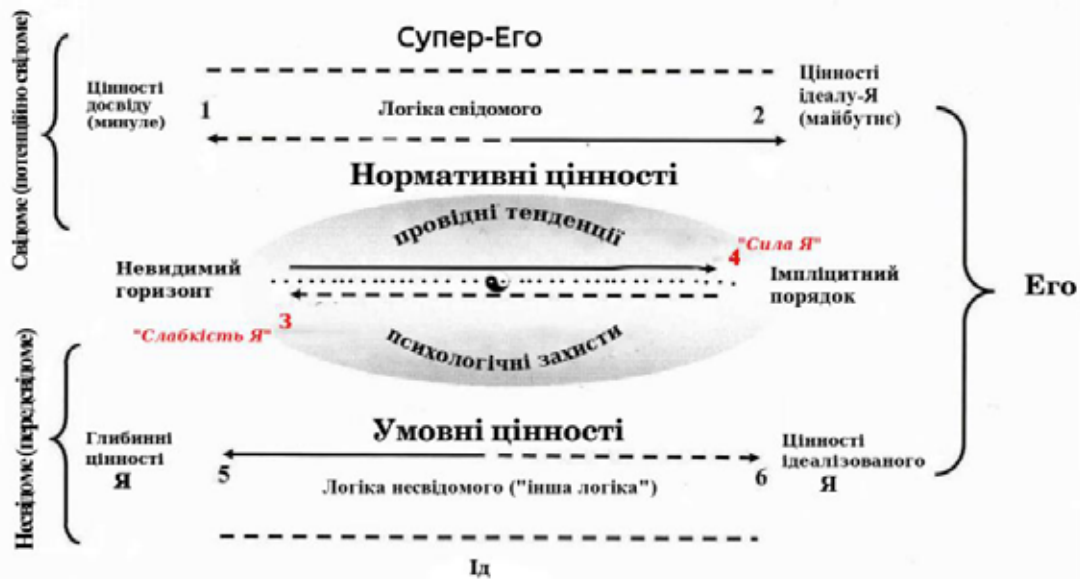 Супер-Его
Свідоме (потенційно свідоме)
Цінності
досвіду
(минуле)
1
Логіка свідомого
2
Цінності
ідеалу-Я
(майбутнє)
Нормативні цінності
провідні тенденції
"Сила Я"
4
Невидимий
горизонт
Імпліцитний
порядок
Его
3
"Слабкість Я"
психологічні захисти
Несвідоме (передсвідоме)
Умовні цінності
Глибинні
цінності
Я
5
Логіка несвідомого ("інша логіка")
6
Цінності
ідеалізованого
Я
Ід